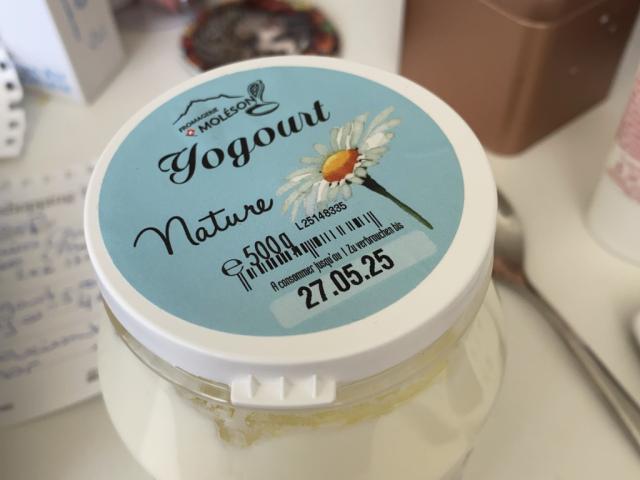 FROMAGERIE
MOLÉSON
Yogourt
Nature
L25148335
℮ 500g
A consommer jusqu'au / Zu verbrauchen bis
27.05.25